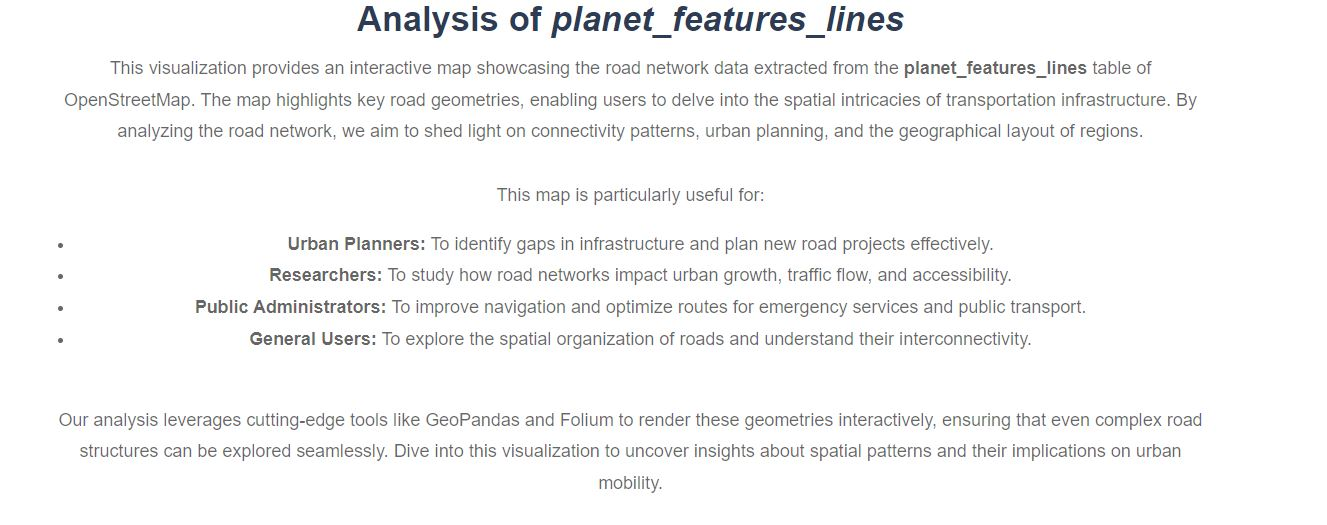 Analysis of planet_features_lines
This visualization provides an interactive map showcasing the road network data extracted from the planet_features_lines table of
OpenStreetMap. The map highlights key road geometries, enabling users to delve into the spatial intricacies of transportation infrastructure. By
analyzing the road network, we aim to shed light on connectivity patterns, urban planning, and the geographical layout of regions.
This map is particularly useful for:
• Urban Planners: To identify gaps in infrastructure and plan new road projects effectively.
• Researchers: To study how road networks impact urban growth, traffic flow, and accessibility.
• Public Administrators: To improve navigation and optimize routes for emergency services and public transport.
• General Users: To explore the spatial organization of roads and understand their interconnectivity.
Our analysis leverages cutting-edge tools like GeoPandas and Folium to render these geometries interactively, ensuring that even complex road
structures can be explored seamlessly. Dive into this visualization to uncover insights about spatial patterns and their implications on urban
mobility.